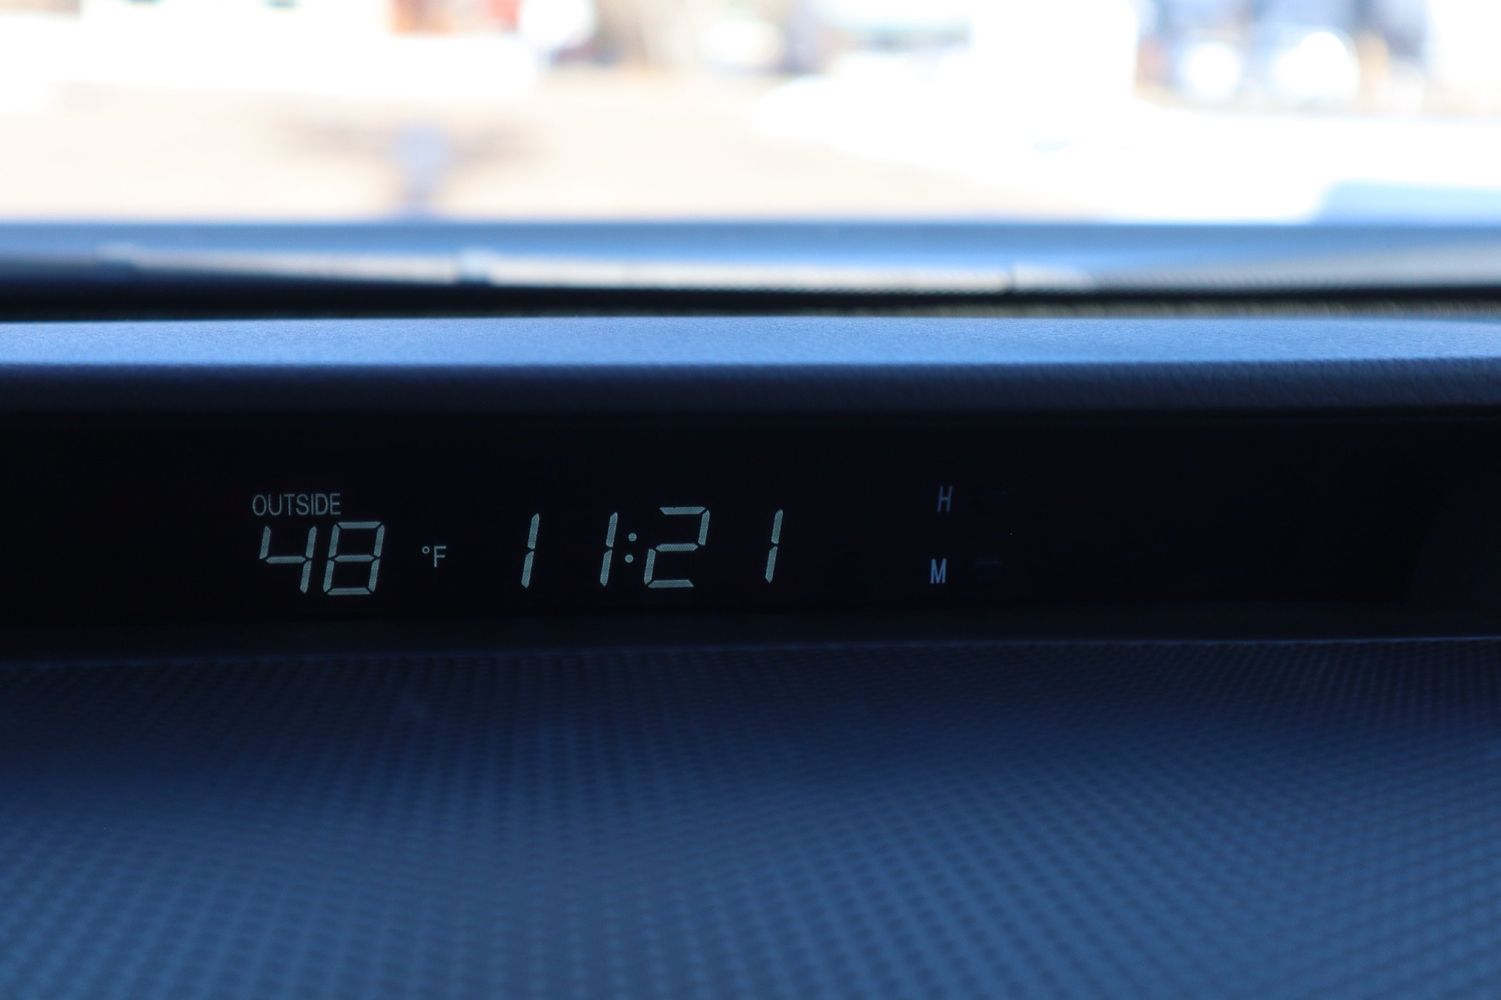 OUTSIDE
48 °F 11:21
H
M